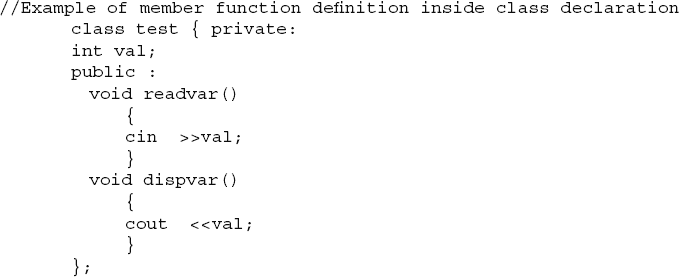 //Example of member function definition inside class declaration
class test { private:
int val;
public :
void readvar()
{
cin >>val;
}
void dispvar()
{
cout <<val;
}
};